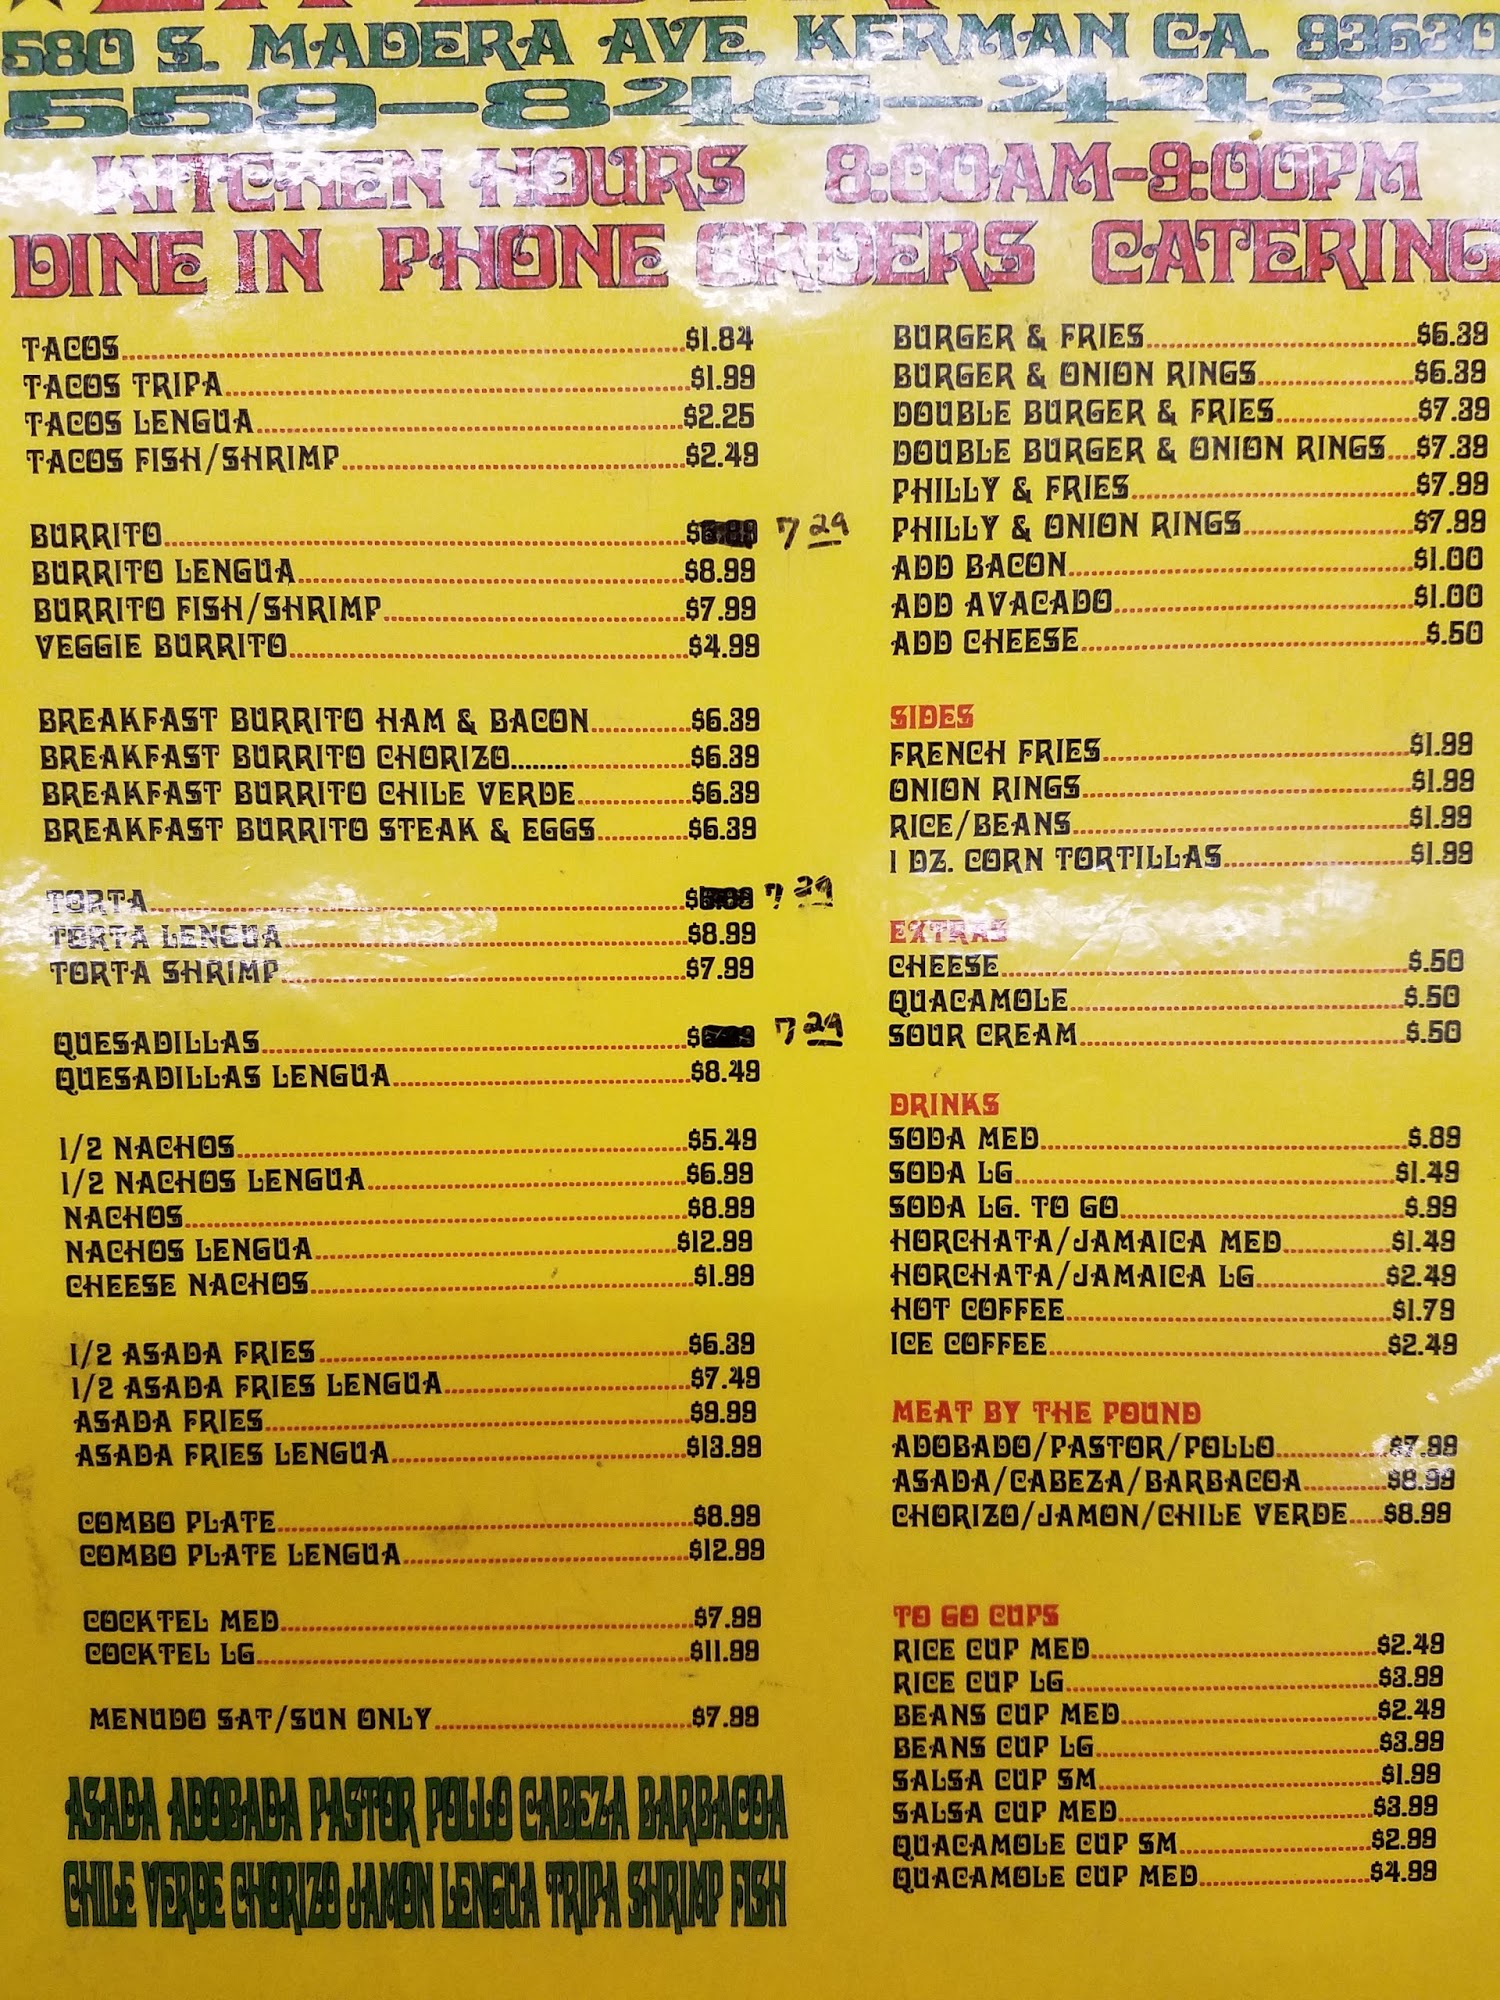 580 S. MADERA AVE, KERMAN CA. 93630
559-846-4432
KITCHEN HOURS 8:00AM-9:00PM
DINE IN PHONE ORDERS CATERING
TACOS $1.84
TACOS TRIPA $1.99
TACOS LENGUA $2.25
TACOS FISH/SHRIMP $2.49
BURRITO $ 7 29
BURRITO LENGUA $8.99
BURRITO FISH/SHRIMP $7.99
VEGGIE BURRITO $4.99
BREAKFAST BURRITO HAM & BACON $6.39
BREAKFAST BURRITO CHORIZO $6.39
BREAKFAST BURRITO CHILE VERDE $6.39
BREAKFAST BURRITO STEAK & EGGS $6.39
TORTA $ 7 29
TORTA LENGUA $8.99
TORTA SHRIMP $7.99
QUESADILLAS $ 7 29
QUESADILLAS LENGUA $8.49
1/2 NACHOS $5.49
1/2 NACHOS LENGUA $6.99
NACHOS $8.99
NACHOS LENGUA $12.99
CHEESE NACHOS $1.99
1/2 ASADA FRIES $6.39
1/2 ASADA FRIES LENGUA $7.49
ASADA FRIES $9.99
ASADA FRIES LENGUA $13.99
COMBO PLATE $8.99
COMBO PLATE LENGUA $12.99
COCKTEL MED $7.99
COCKTEL LG $11.99
MENUDO SAT/SUN ONLY $7.99
ASADA ADOBADA PASTOR POLLO CABEZA BARBACOA
CHILE VERDE CHORIZO JAMON LENGUA TRIPA SHRIMP FISH
BURGER & FRIES $6.39
BURGER & ONION RINGS $6.39
DOUBLE BURGER & FRIES $7.39
DOUBLE BURGER & ONION RINGS $7.39
PHILLY & FRIES $7.99
PHILLY & ONION RINGS $7.99
ADD BACON $1.00
ADD AVACADO $1.00
ADD CHEESE $.50
SIDES
FRENCH FRIES $1.99
ONION RINGS $1.99
RICE/BEANS $1.99
1 DZ. CORN TORTILLAS $1.99
EXTRAS
CHEESE $.50
QUACAMOLE $.50
SOUR CREAM $.50
DRINKS
SODA MED $.89
SODA LG $1.49
SODA LG. TO GO $.99
HORCHATA/JAMAICA MED $1.49
HORCHATA/JAMAICA LG $2.49
HOT COFFEE $1.79
ICE COFFEE $2.49
MEAT BY THE POUND
ADOBADO/PASTOR/POLLO $7.99
ASADA/CABEZA/BARBACOA $8.99
CHORIZO/JAMON/CHILE VERDE $8.99
TO GO CUPS
RICE CUP MED $2.49
RICE CUP LG $3.99
BEANS CUP MED $2.49
BEANS CUP LG $3.99
SALSA CUP SM $1.99
SALSA CUP MED $3.99
QUACAMOLE CUP SM $2.99
QUACAMOLE CUP MED $4.99